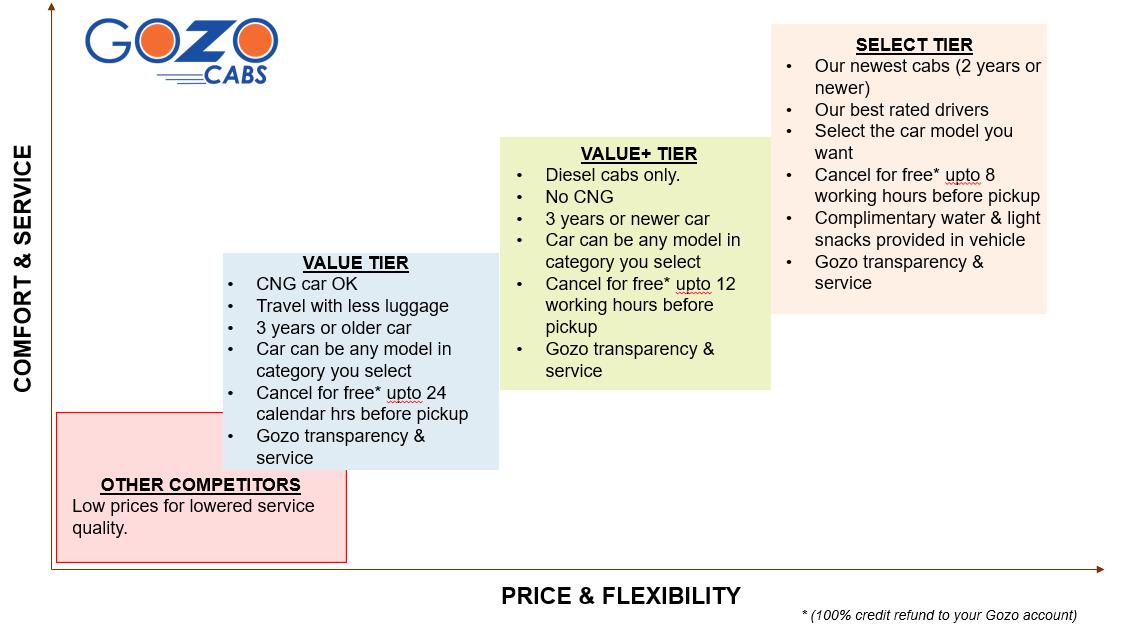 GOZO
CABS
SELECT TIER
• Our newest cabs (2 years or
newer)
• Our best rated drivers
• Select the car model you
want
• Cancel for free* upto 8
working hours before pickup
• Complimentary water & light
snacks provided in vehicle
• Gozo transparency &
service
VALUE+ TIER
• Diesel cabs only.
• No CNG
• 3 years or newer car
• Car can be any model in
category you select
• Cancel for free* upto 12
working hours before
pickup
• Gozo transparency &
service
VALUE TIER
• CNG car OK
• Travel with less luggage
• 3 years or older car
• Car can be any model in
category you select
• Cancel for free* upto 24
calendar hrs before pickup
• Gozo transparency &
service
OTHER COMPETITORS
Low prices for lowered service
quality.
COMFORT & SERVICE
PRICE & FLEXIBILITY
* (100% credit refund to your Gozo account)